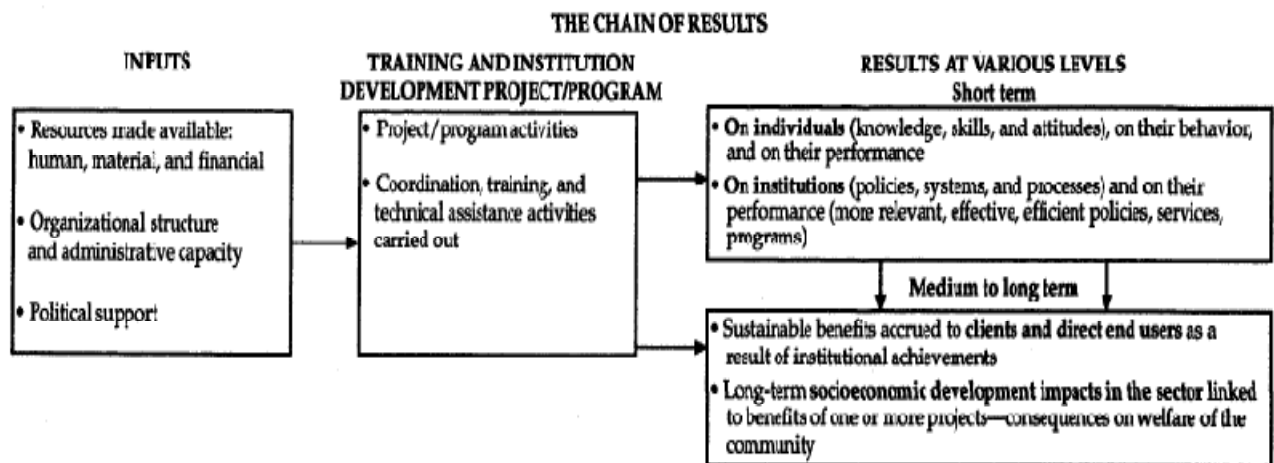 THE CHAIN OF RESULTS
INPUTS
• Resources made available:
human, material, and financial
• Organizational structure
and administrative capacity
• Political support
TRAINING AND INSTITUTION
DEVELOPMENT PROJECT/PROGRAM
• Project/program activities
• Coordination, training, and
technical assistance activities
carried out
RESULTS AT VARIOUS LEVELS
Short term
• On individuals (knowledge, skills, and attitudes), on their behavior,
and on their performance
• On institutions (policies, systems, and processes) and on their
performance (more relevant, effective, efficient policies, services,
programs)
Medium to long term
• Sustainable benefits accrued to clients and direct end users as a
result of institutional achievements
• Long-term socioeconomic development impacts in the sector linked
to benefits of one or more projects—consequences on welfare of the
community